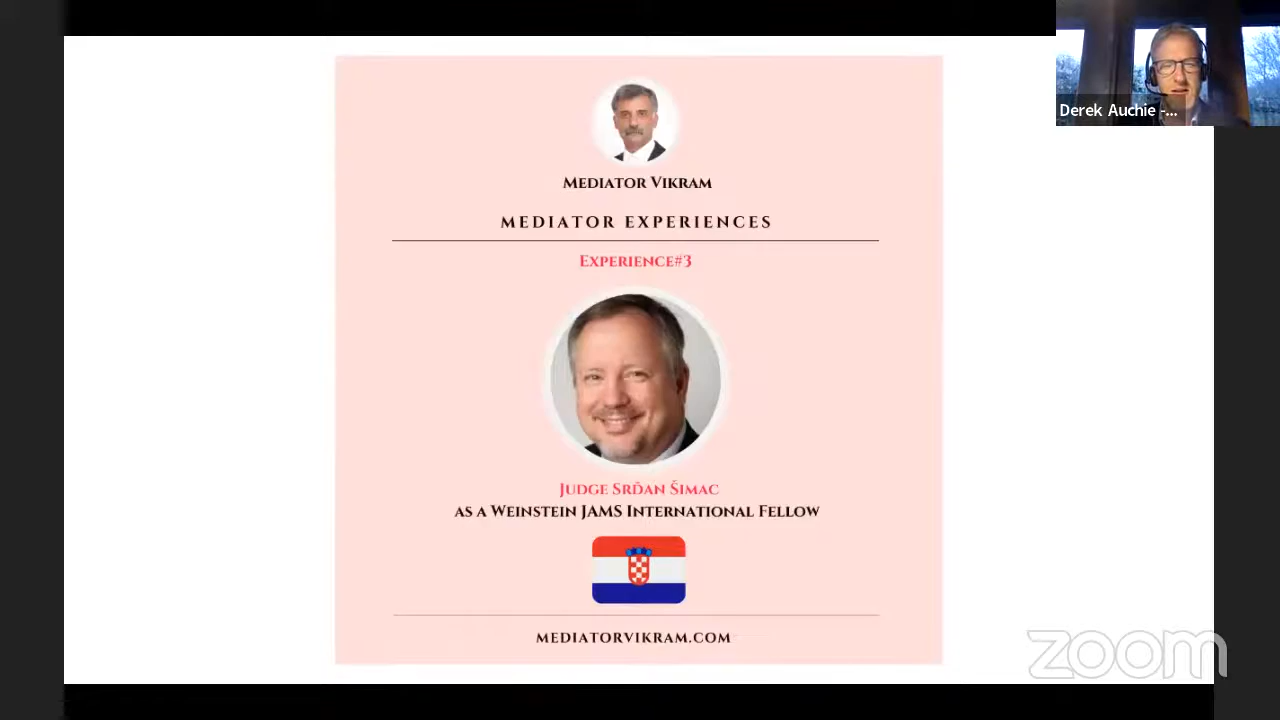 Mediator Vikram
MEDIATOR EXPERIENCES
Experience#3
Judge Srđan Šimac
as a Weinstein JAMS International Fellow
MEDIATORVIKRAM.COM
Derek Auchie -...
zoom